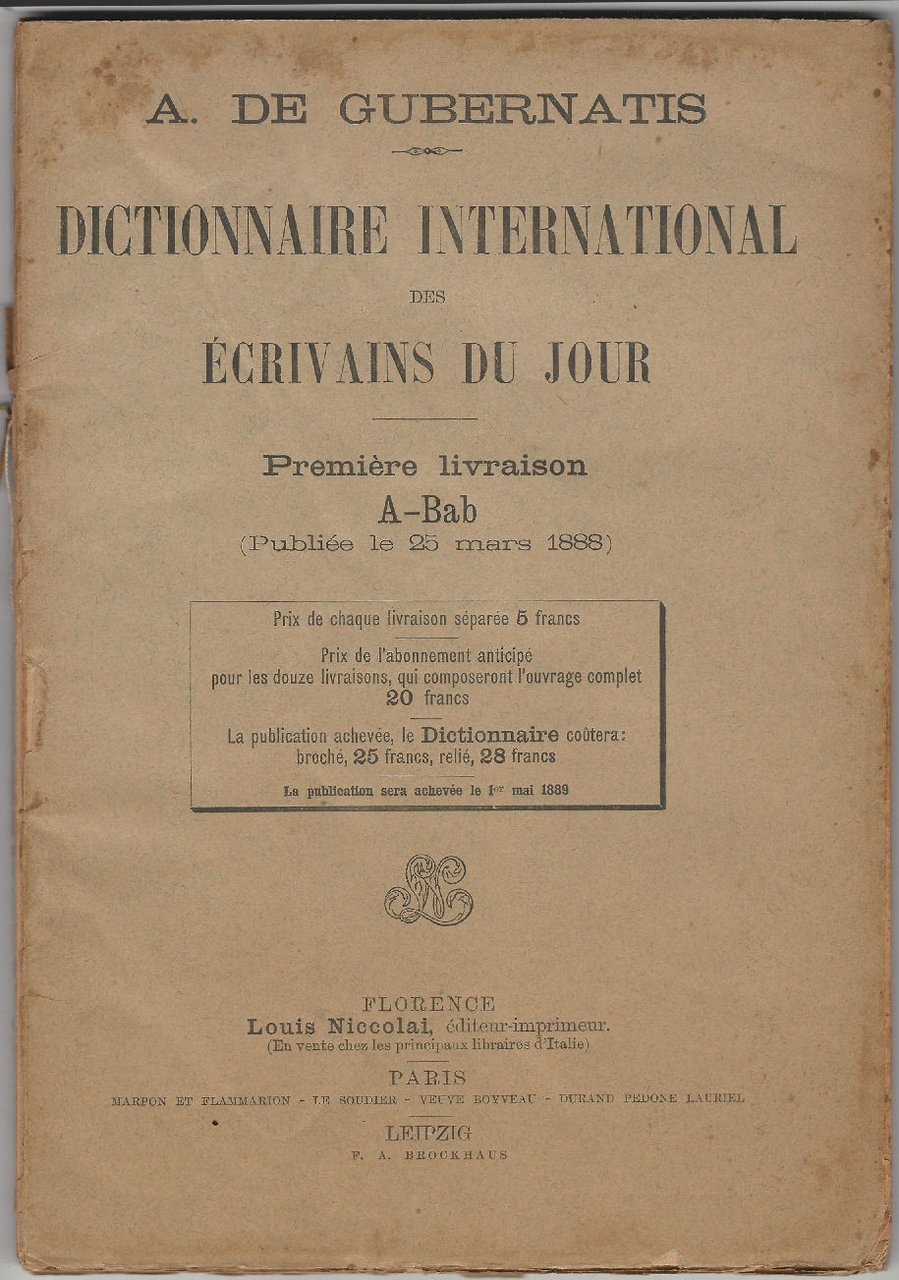 A. DE GUBERNATIS
DICTIONNAIRE INTERNATIONAL
DES
ÉCRIVAINS DU JOUR
Première livraison
A-Bab
(Publiée le 25 mars 1888)
Prix de chaque livraison séparée 5 francs
Prix de l'abonnement anticipé
pour les douze livraisons, qui composeront l'ouvrage complet
20 francs
La publication achevée, le Dictionnaire coûtera:
broché, 25 francs, relié, 28 francs
La publication sera achevée le 1er mai 1889
LN
FLORENCE
Louis Niccolai, éditeur-imprimeur.
(En vente chez les principaux libraires d'Italie)
PARIS
MARPON ET FLAMMARION - LE SOUDIER - VEUVE BOYVEAU - DURAND PEDONE LAURIEL
LEIPZIG
F. A. BROCKHAUS